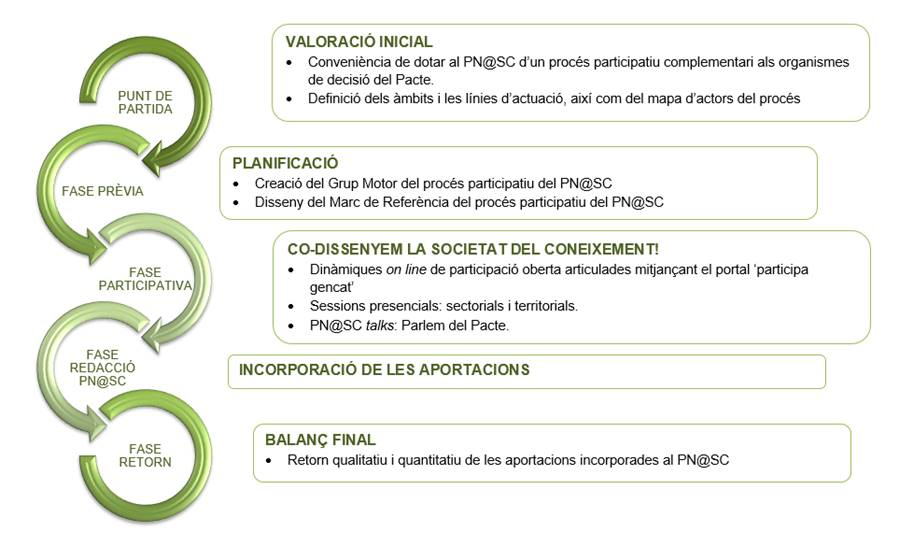 PUNT DE
PARTIDA
VALORACIÓ INICIAL
• Conveniència de dotar al PN@SC d’un procés participatiu complementari als organismes
de decisió del Pacte.
• Definició dels àmbits i les línies d’actuació, així com del mapa d’actors del procés
FASE PRÈVIA
PLANIFICACIÓ
• Creació del Grup Motor del procés participatiu del PN@SC
• Disseny del Marc de Referència del procés participatiu del PN@SC
FASE
PARTICIPATIVA
CO-DISSENYEM LA SOCIETAT DEL CONEIXEMENT!
• Dinàmiques on line de participació oberta articulades mitjançant el portal ‘participa
gencat’
• Sessions presencials: sectorials i territorials.
• PN@SC talks: Parlem del Pacte.
FASE
REDACCIÓ
PN@SC
INCORPORACIÓ DE LES APORTACIONS
FASE
RETORN
BALANÇ FINAL
• Retorn qualitatiu i quantitatiu de les aportacions incorporades al PN@SC